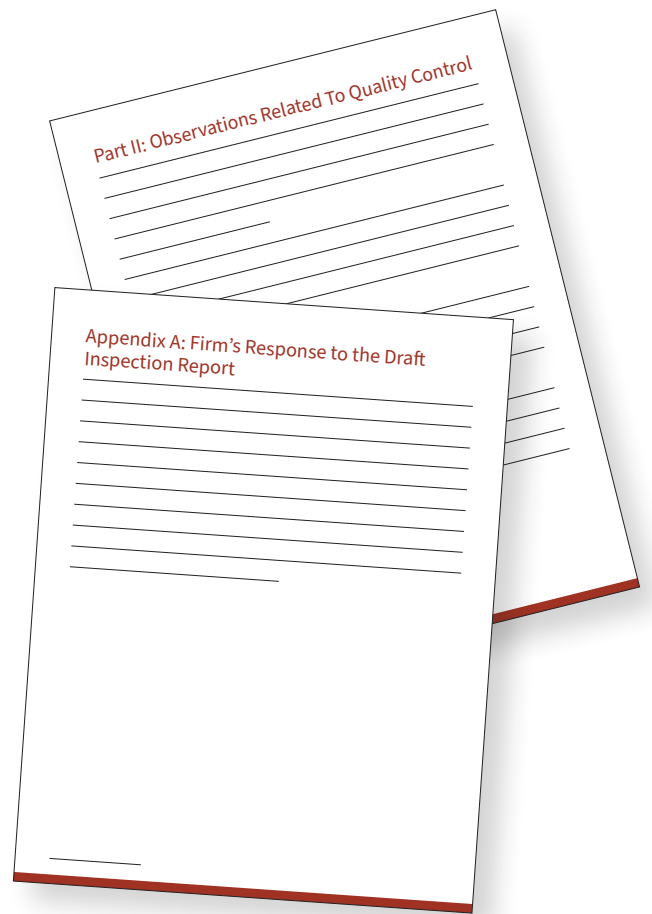 Part II: Observations Related To Quality Control
Appendix A: Firm’s Response to the Draft
Inspection Report